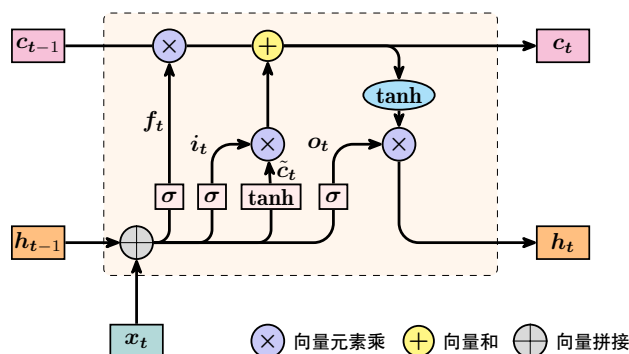 c_{t−1} × + c_t
tanh
f_t i_t × o_t ×
c̃_t
σ σ tanh σ
h_{t−1} h_t
x_t × 向量元素乘 + 向量和 向量拼接